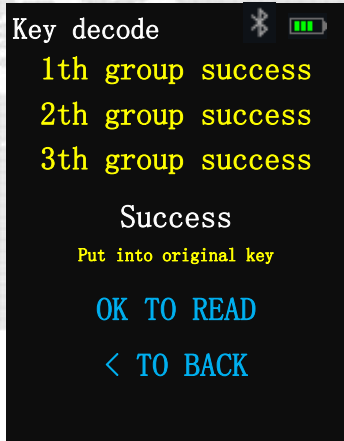 Key decode
1th group success
2th group success
3th group success
Success
Put into original key
OK TO READ
< TO BACK